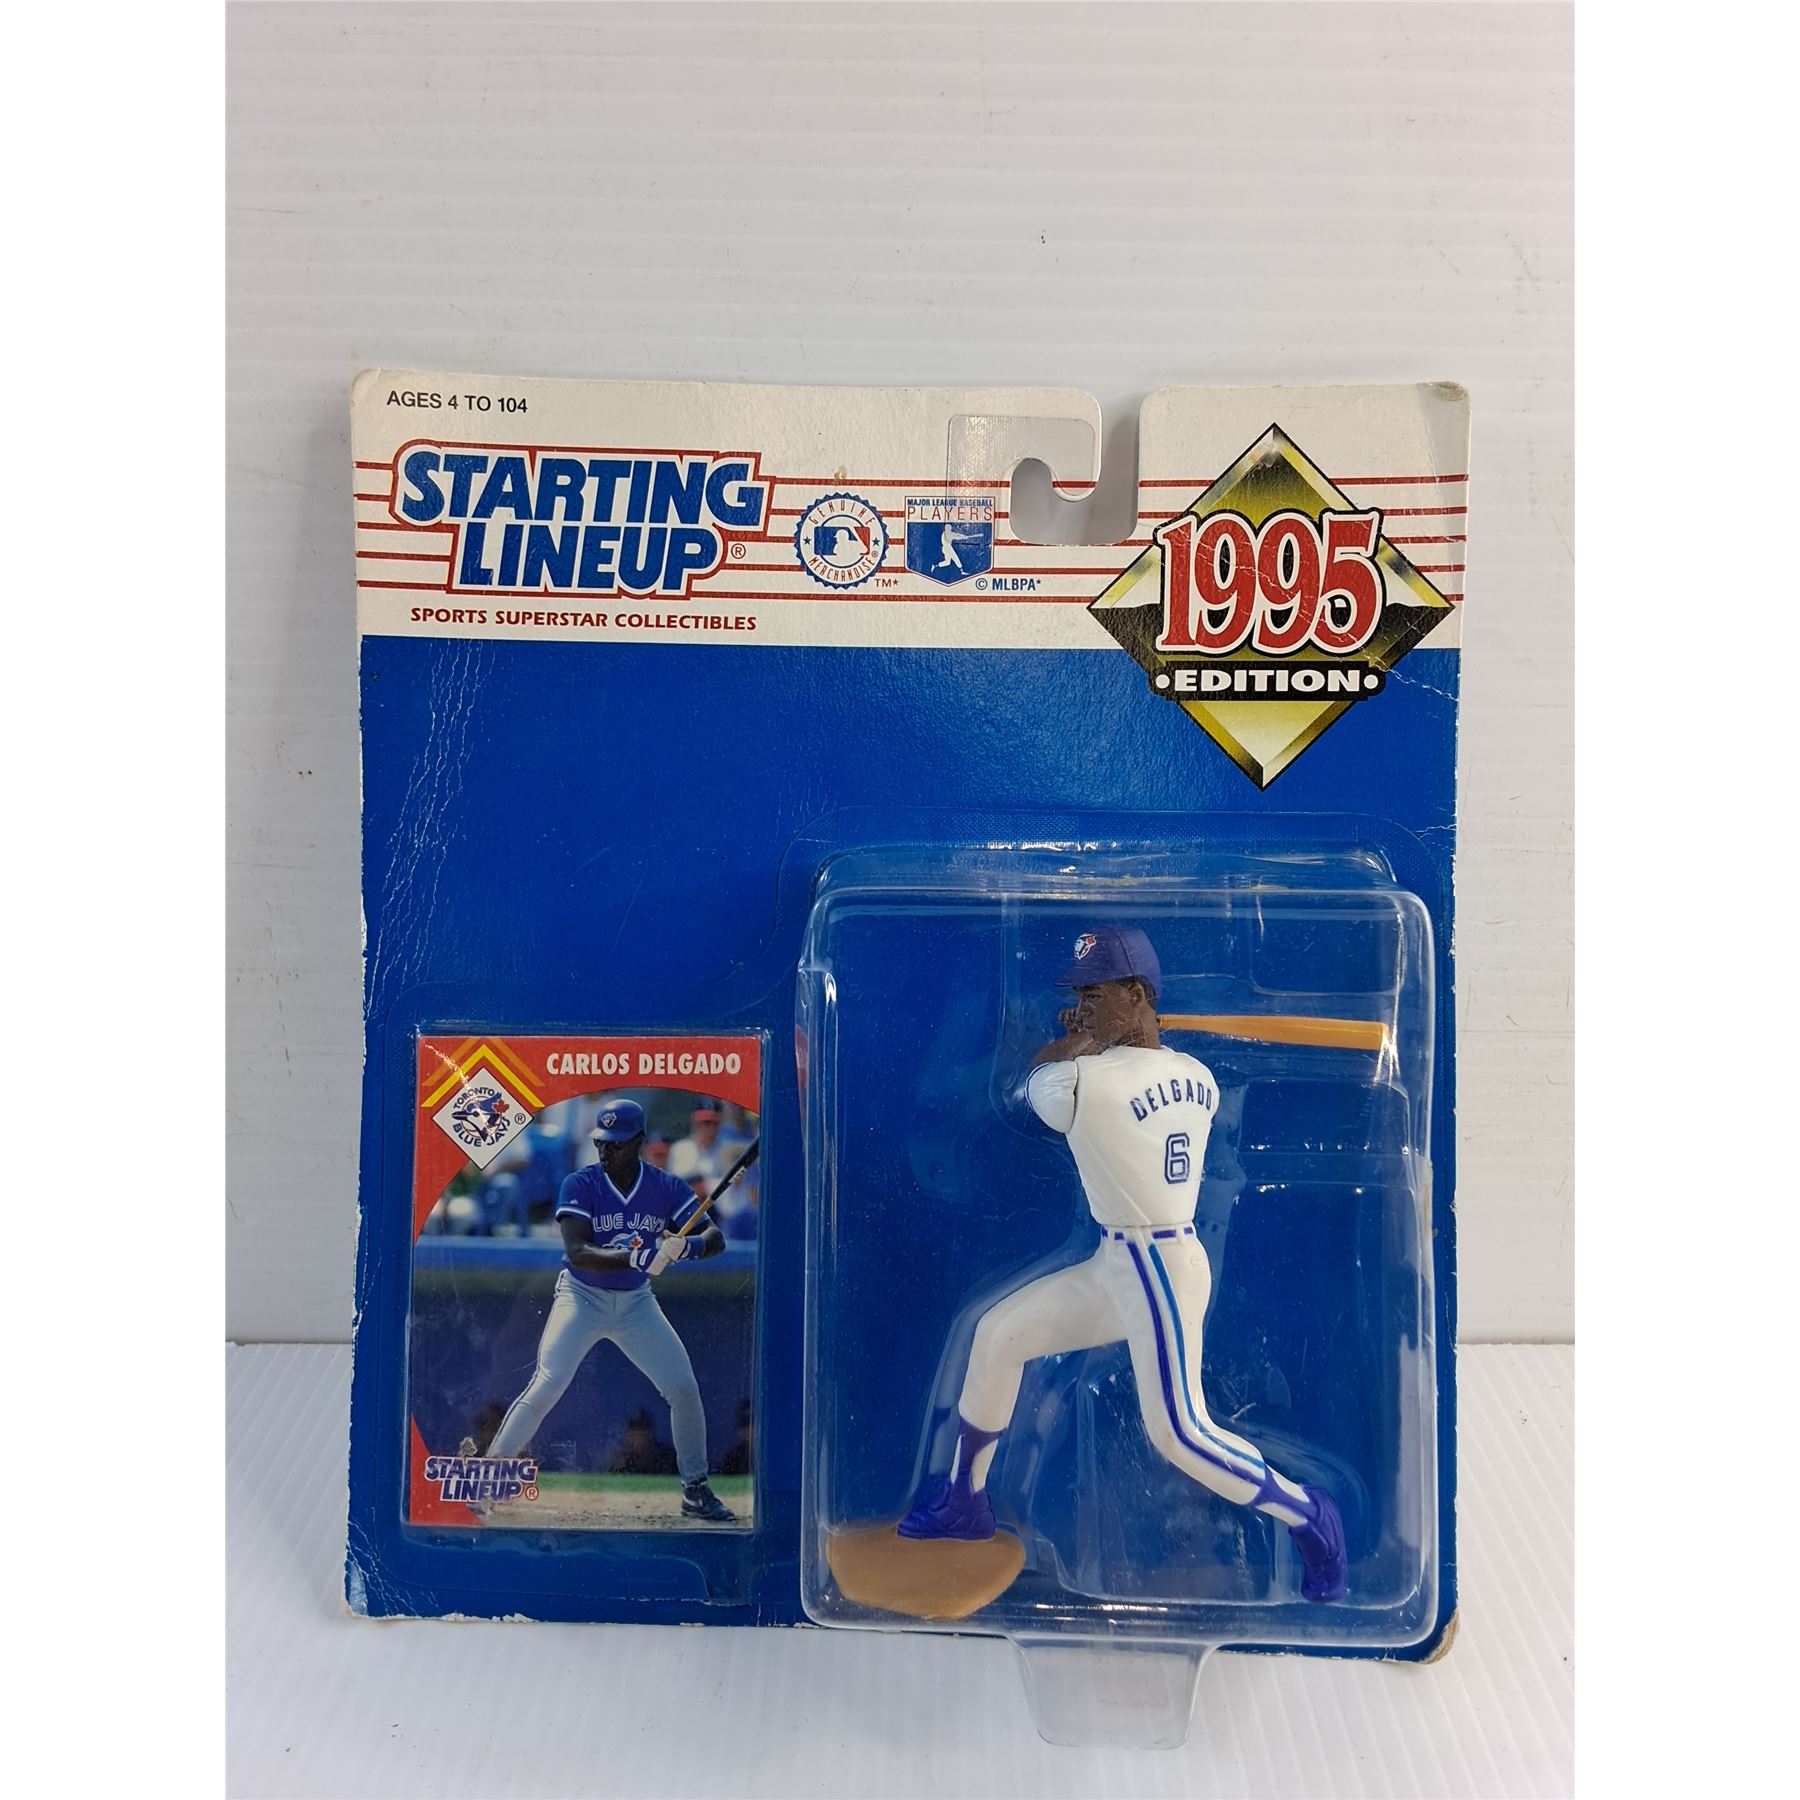 AGES 4 TO 104
STARTING
LINEUP®
SPORTS SUPERSTAR COLLECTIBLES
GENUINE
MERCHANDISE®
TM*
MAJOR LEAGUE BASEBALL
PLAYERS
© MLBPA*
1995
•EDITION•
CARLOS DELGADO
TORONTO
BLUE JAYS
®
LUE JAYS
STARTING
LINEUP®
DELGADO
6